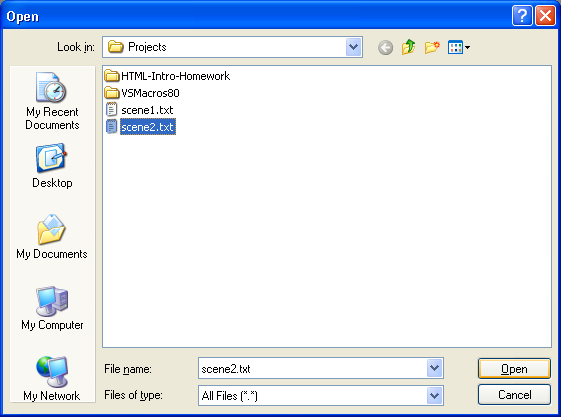 Open
Look in: Projects
My Recent
Documents
Desktop
My Documents
My Computer
My Network
HTML-Intro-Homework
VSMacros80
scene1.txt
scene2.txt
File name: scene2.txt Open
Files of type: All Files (*.*) Cancel